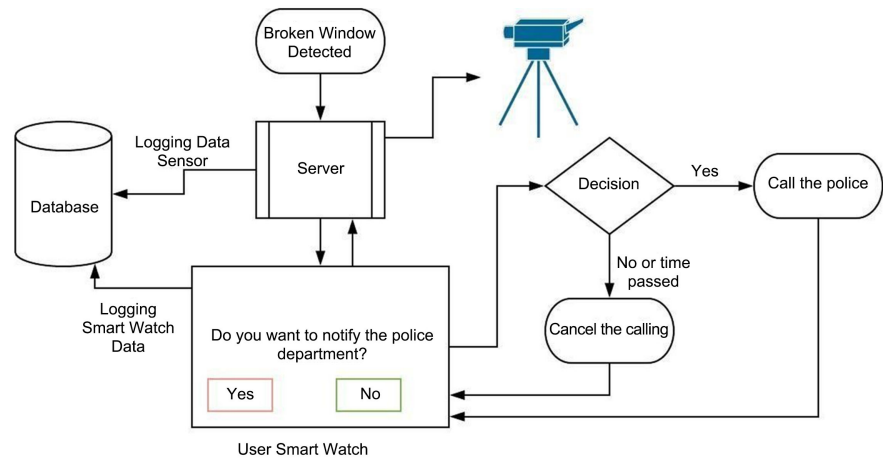 Broken Window
Detected
Logging Data
Sensor
Server
Database
Decision
Yes
Call the police
No or time
passed
Logging
Smart Watch
Data
Cancel the calling
Do you want to notify the police
department?
Yes
No
User Smart Watch